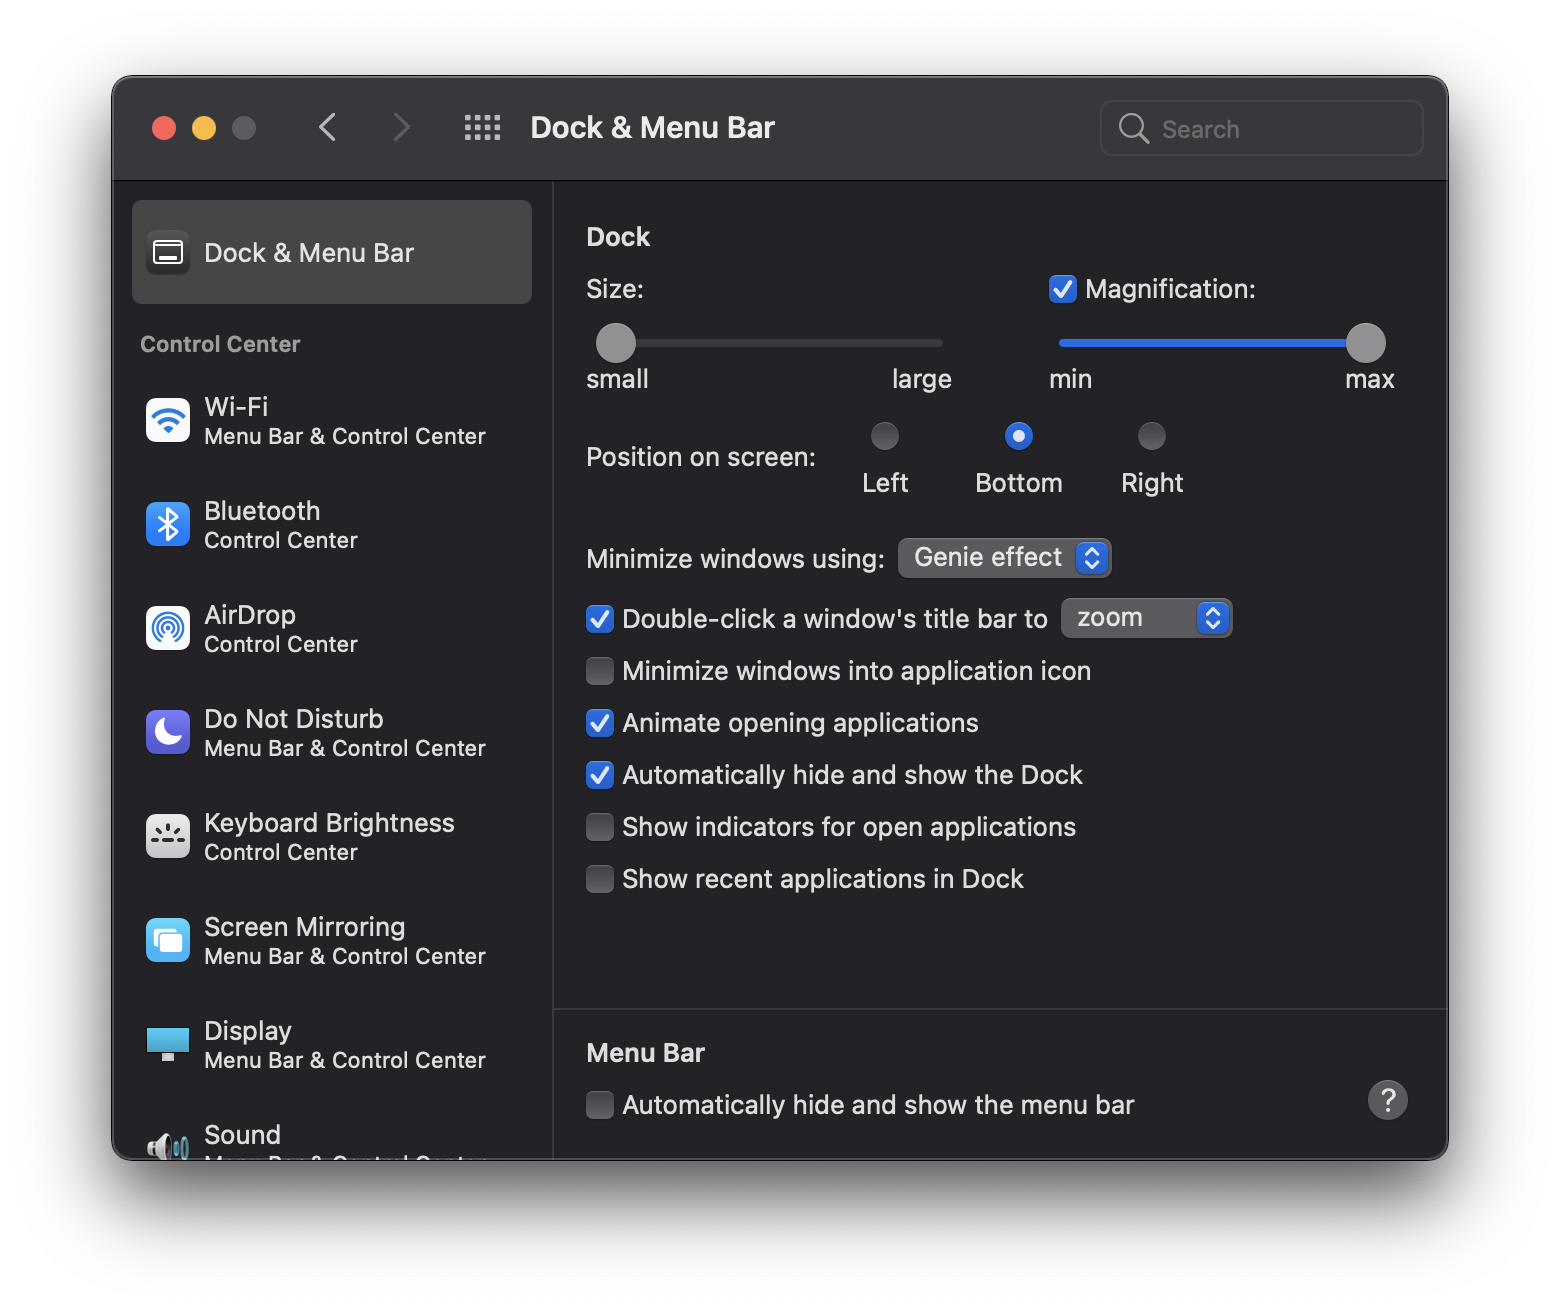 Dock & Menu Bar
Search
Dock & Menu Bar
Control Center
Wi-Fi
Menu Bar & Control Center
Bluetooth
Control Center
AirDrop
Control Center
Do Not Disturb
Menu Bar & Control Center
Keyboard Brightness
Control Center
Screen Mirroring
Menu Bar & Control Center
Display
Menu Bar & Control Center
Sound
Menu Bar & Control Center
Dock
Size:
small large
Magnification:
min max
Position on screen:
Left Bottom Right
Minimize windows using: Genie effect
Double-click a window's title bar to zoom
Minimize windows into application icon
Animate opening applications
Automatically hide and show the Dock
Show indicators for open applications
Show recent applications in Dock
Menu Bar
Automatically hide and show the menu bar
?